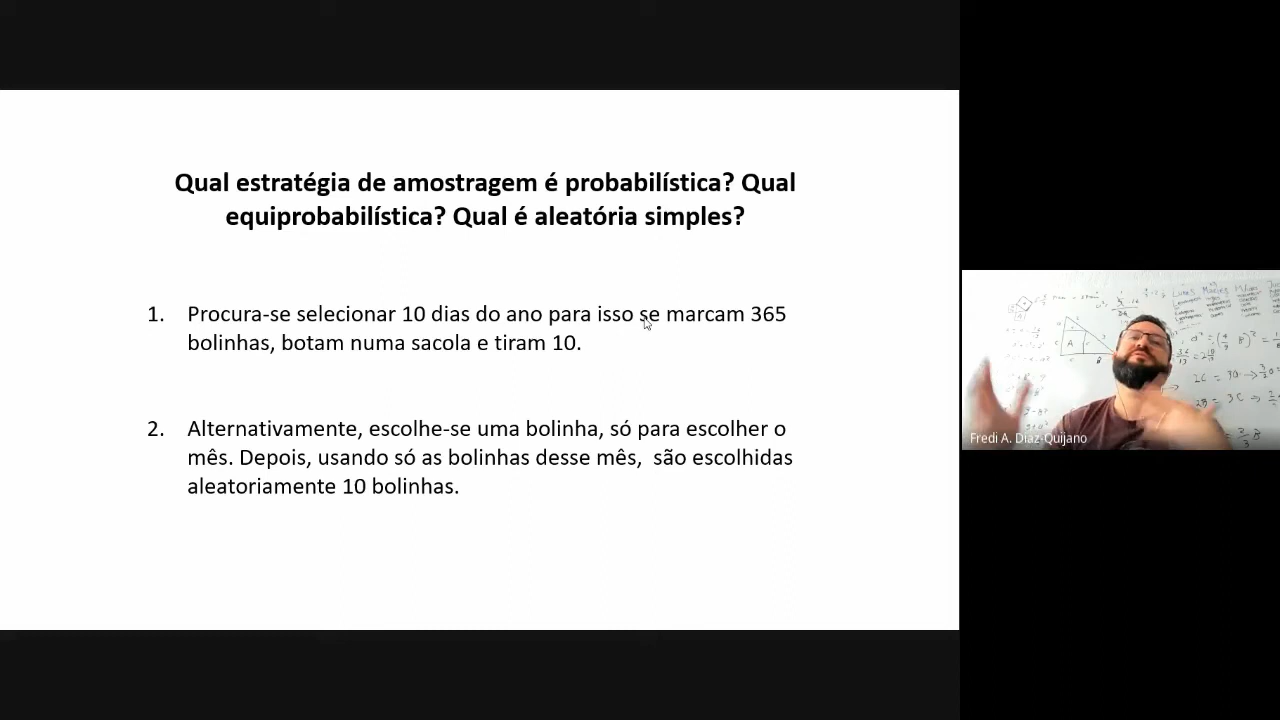 Qual estratégia de amostragem é probabilística? Qual
equiprobabilística? Qual é aleatória simples?
1. Procura-se selecionar 10 dias do ano para isso se marcam 365
bolinhas, botam numa sacola e tiram 10.
2. Alternativamente, escolhe-se uma bolinha, só para escolher o
mês. Depois, usando só as bolinhas desse mês, são escolhidas
aleatoriamente 10 bolinhas.
Fredi A. Diaz-Quijano